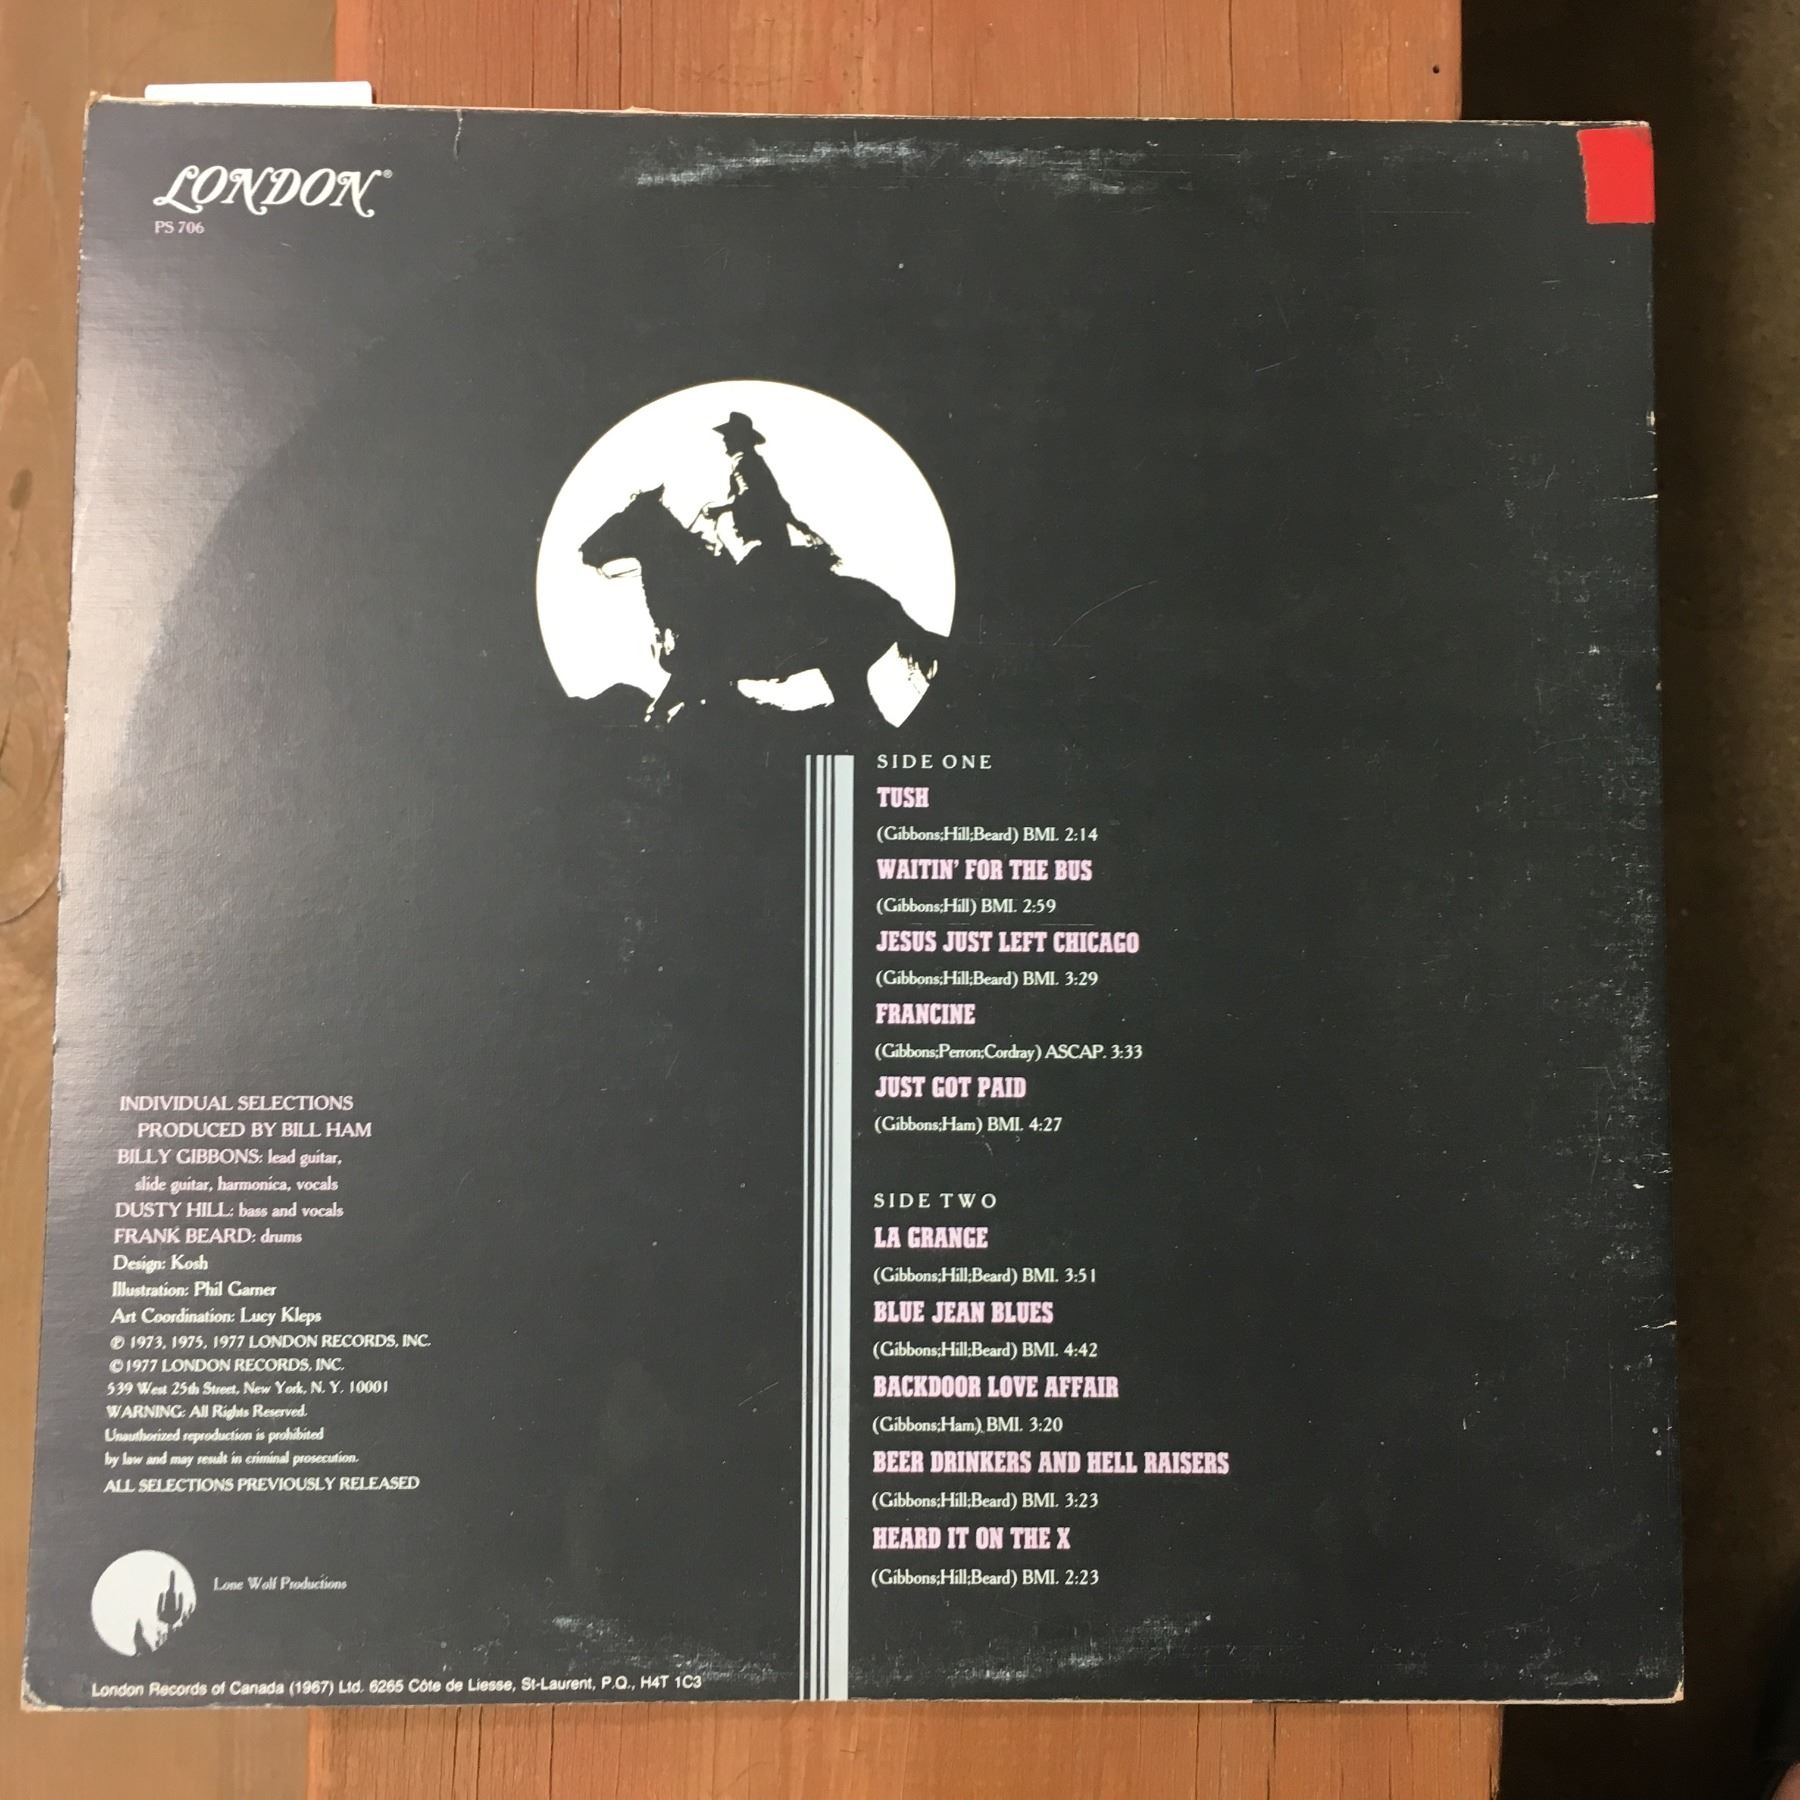 LONDON®
PS 706
SIDE ONE
TUSH
(Gibbons;Hill;Beard) BMI. 2:14
WAITIN' FOR THE BUS
(Gibbons;Hill) BMI. 2:59
JESUS JUST LEFT CHICAGO
(Gibbons;Hill;Beard) BMI. 3:29
FRANCINE
(Gibbons;Perron;Cordray) ASCAP. 3:33
JUST GOT PAID
(Gibbons;Ham) BMI. 4:27
SIDE TWO
LA GRANGE
(Gibbons;Hill;Beard) BMI. 3:51
BLUE JEAN BLUES
(Gibbons;Hill;Beard) BMI. 4:42
BACKDOOR LOVE AFFAIR
(Gibbons;Ham) BMI. 3:20
BEER DRINKERS AND HELL RAISERS
(Gibbons;Hill;Beard) BMI. 3:23
HEARD IT ON THE X
(Gibbons;Hill;Beard) BMI. 2:23
INDIVIDUAL SELECTIONS
PRODUCED BY BILL HAM
BILLY GIBBONS: lead guitar,
slide guitar, harmonica, vocals
DUSTY HILL: bass and vocals
FRANK BEARD: drums
Design: Kosh
Illustration: Phil Garner
Art Coordination: Lucy Kleps
℗ 1973, 1975, 1977 LONDON RECORDS, INC.
© 1977 LONDON RECORDS, INC.
539 West 25th Street, New York, N. Y. 10001
WARNING: All Rights Reserved.
Unauthorized reproduction is prohibited
by law and may result in criminal prosecution.
ALL SELECTIONS PREVIOUSLY RELEASED
Lone Wolf Productions
London Records of Canada (1967) Ltd. 6265 Côte de Liesse, St-Laurent, P.Q., H4T 1C3